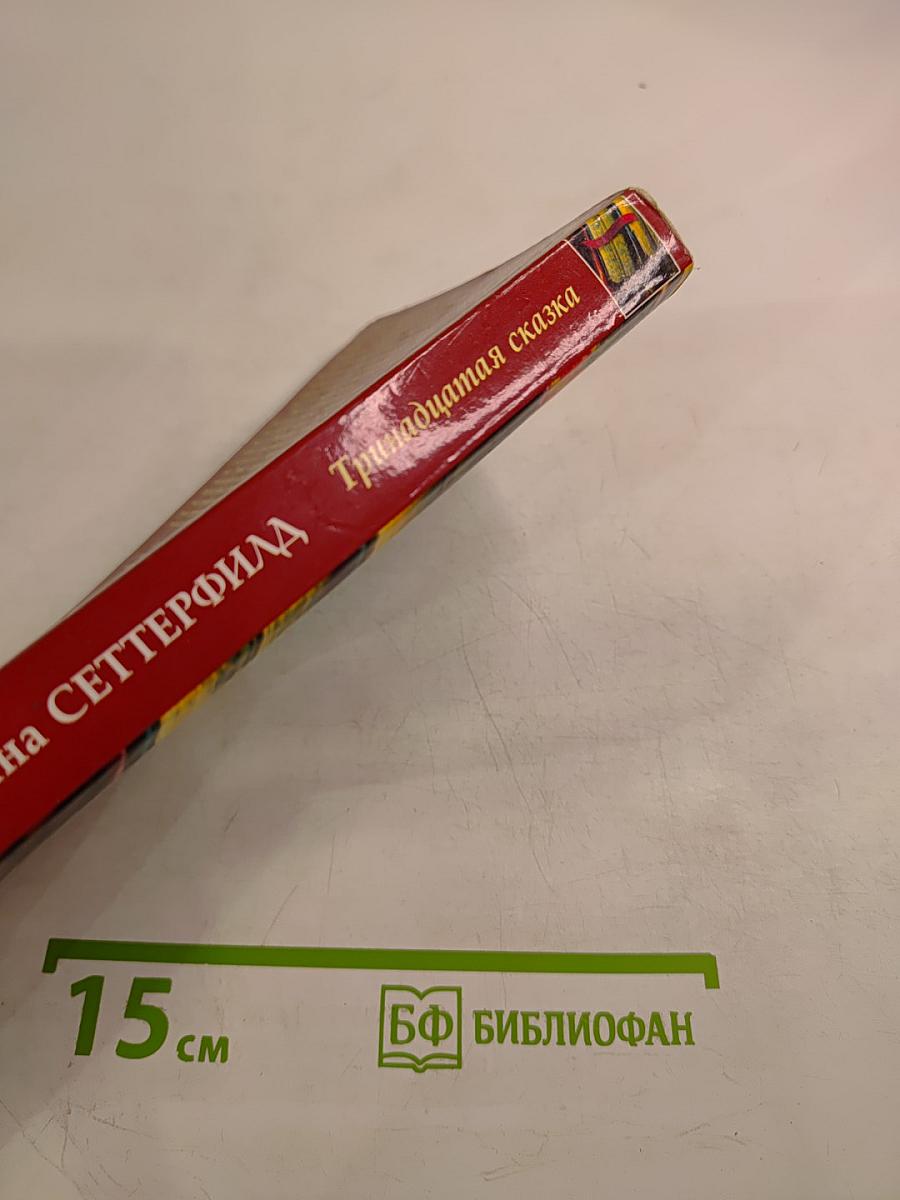 на СЕТТЕРФИЛД Тринадцатая сказка
15 см
БФ БИБЛИОФАН